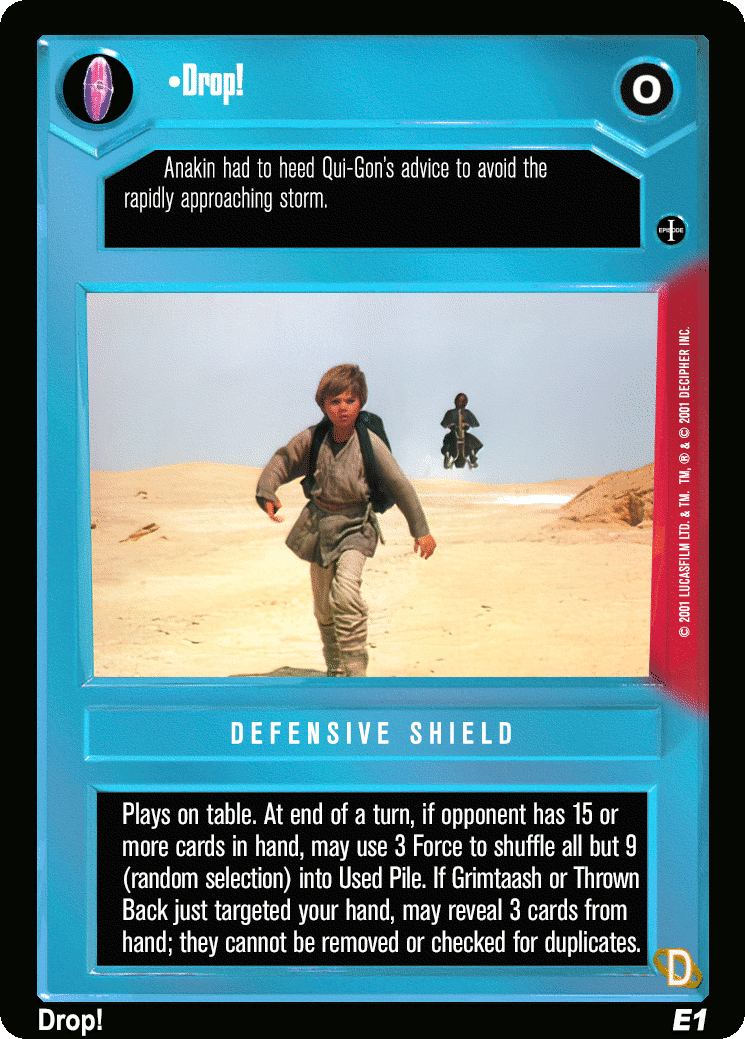 •Drop!
0
Anakin had to heed Qui-Gon's advice to avoid the
rapidly approaching storm.
EPISODE
I
© 2001 LUCASFILM LTD. & TM. TM, ® & © 2001 DECIPHER INC.
DEFENSIVE SHIELD
Plays on table. At end of a turn, if opponent has 15 or
more cards in hand, may use 3 Force to shuffle all but 9
(random selection) into Used Pile. If Grimtaash or Thrown
Back just targeted your hand, may reveal 3 cards from
hand; they cannot be removed or checked for duplicates.
D
Drop!
E1